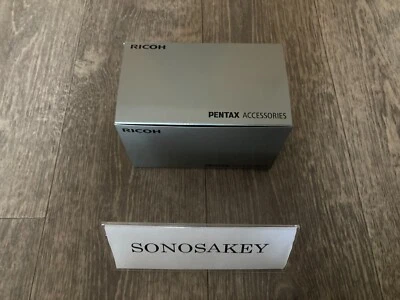 RICOH
PENTAX ACCESSORIES
RICOH
SONOSAKEY